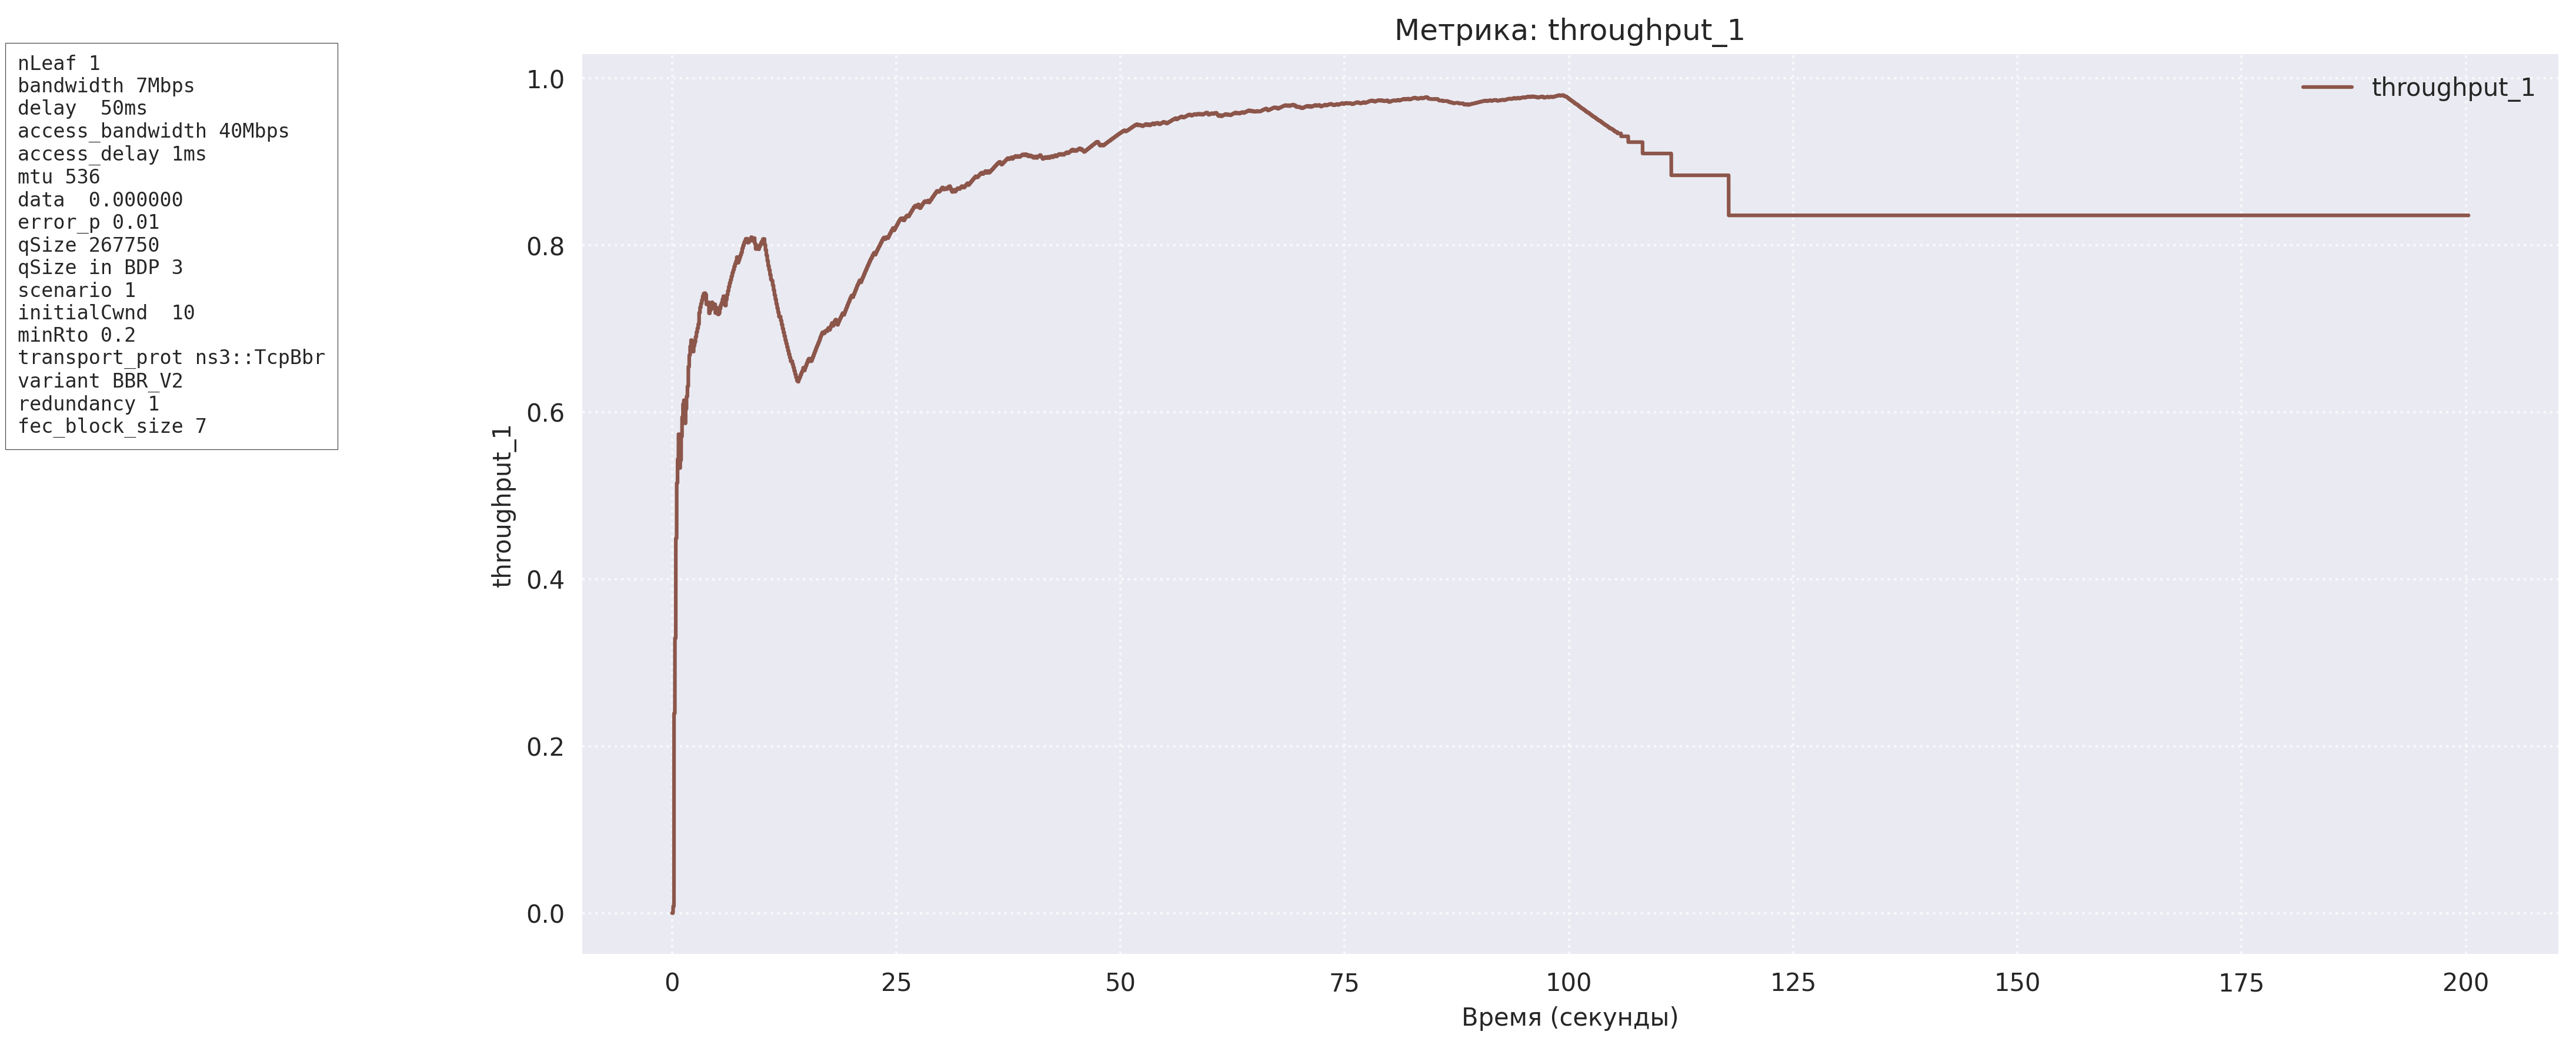 Метрика: throughput_1
nLeaf 1
bandwidth 7Mbps
delay  50ms
access_bandwidth 40Mbps
access_delay 1ms
mtu 536
data  0.000000
error_p 0.01
qSize 267750
qSize in BDP 3
scenario 1
initialCwnd  10
minRto 0.2
transport_prot ns3::TcpBbr
variant BBR_V2
redundancy 1
fec_block_size 7
throughput_1
1.0
0.8
0.6
0.4
0.2
0.0
throughput_1
0 25 50 75 100 125 150 175 200
Время (секунды)